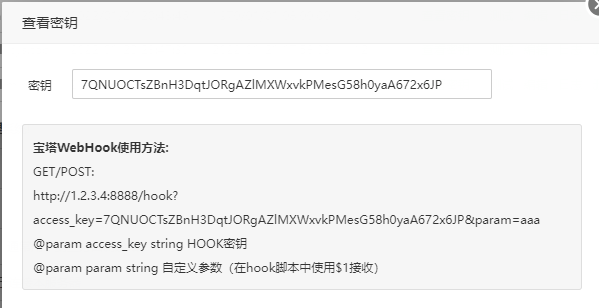 查看密钥
密钥 7QNUOCTsZBnH3DqtJORgAZlMXWxvkPMesG58h0yaA672x6JP
宝塔WebHook使用方法:
GET/POST:
http://1.2.3.4:8888/hook?
access_key=7QNUOCTsZBnH3DqtJORgAZlMXWxvkPMesG58h0yaA672x6JP&param=aaa
@param access_key string HOOK密钥
@param param string 自定义参数（在hook脚本中使用$1接收）